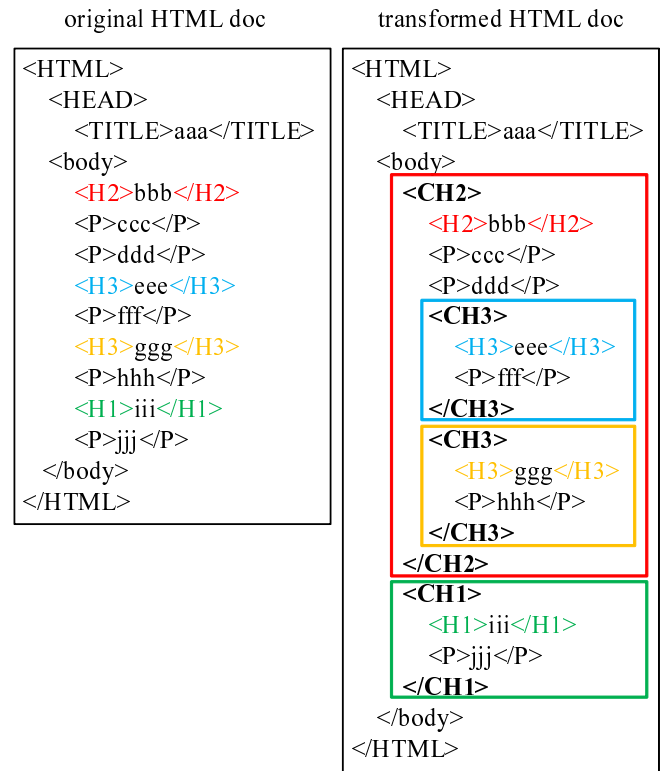 original HTML doc
<HTML>
<HEAD>
<TITLE>aaa</TITLE>
<body>
<H2>bbb</H2>
<P>ccc</P>
<P>ddd</P>
<H3>eee</H3>
<P>fff</P>
<H3>ggg</H3>
<P>hhh</P>
<H1>iii</H1>
<P>jjj</P>
</body>
</HTML>
transformed HTML doc
<HTML>
<HEAD>
<TITLE>aaa</TITLE>
<body>
<CH2>
<H2>bbb</H2>
<P>ccc</P>
<P>ddd</P>
<CH3>
<H3>eee</H3>
<P>fff</P>
</CH3>
<CH3>
<H3>ggg</H3>
<P>hhh</P>
</CH3>
</CH2>
<CH1>
<H1>iii</H1>
<P>jjj</P>
</CH1>
</body>
</HTML>